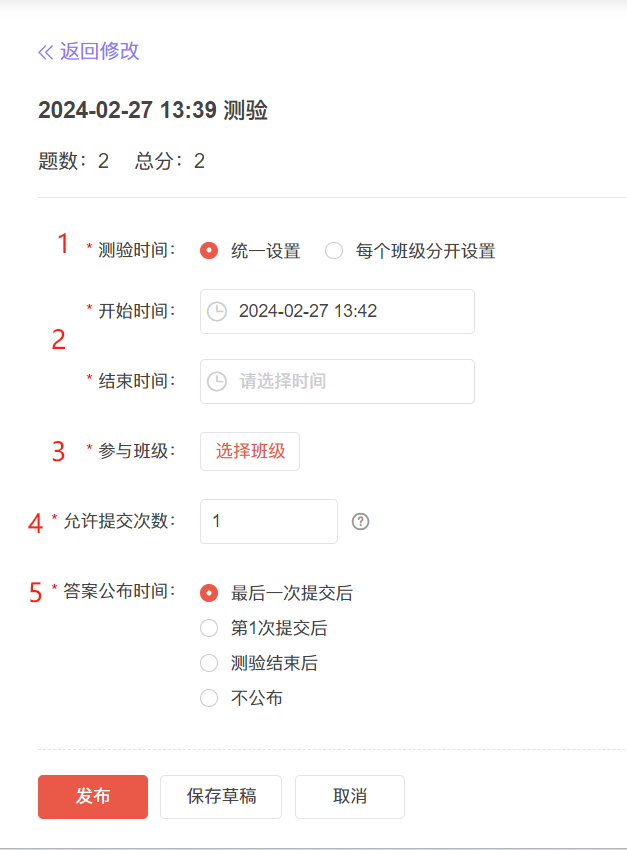 返回修改
2024-02-27 13:39 测验
题数：2 总分：2
1 * 测验时间： 统一设置 每个班级分开设置
* 开始时间： 2024-02-27 13:42
2
* 结束时间： 请选择时间
3 * 参与班级： 选择班级
4 * 允许提交次数： 1 ?
5 * 答案公布时间： 最后一次提交后
第1次提交后
测验结束后
不公布
发布 保存草稿 取消